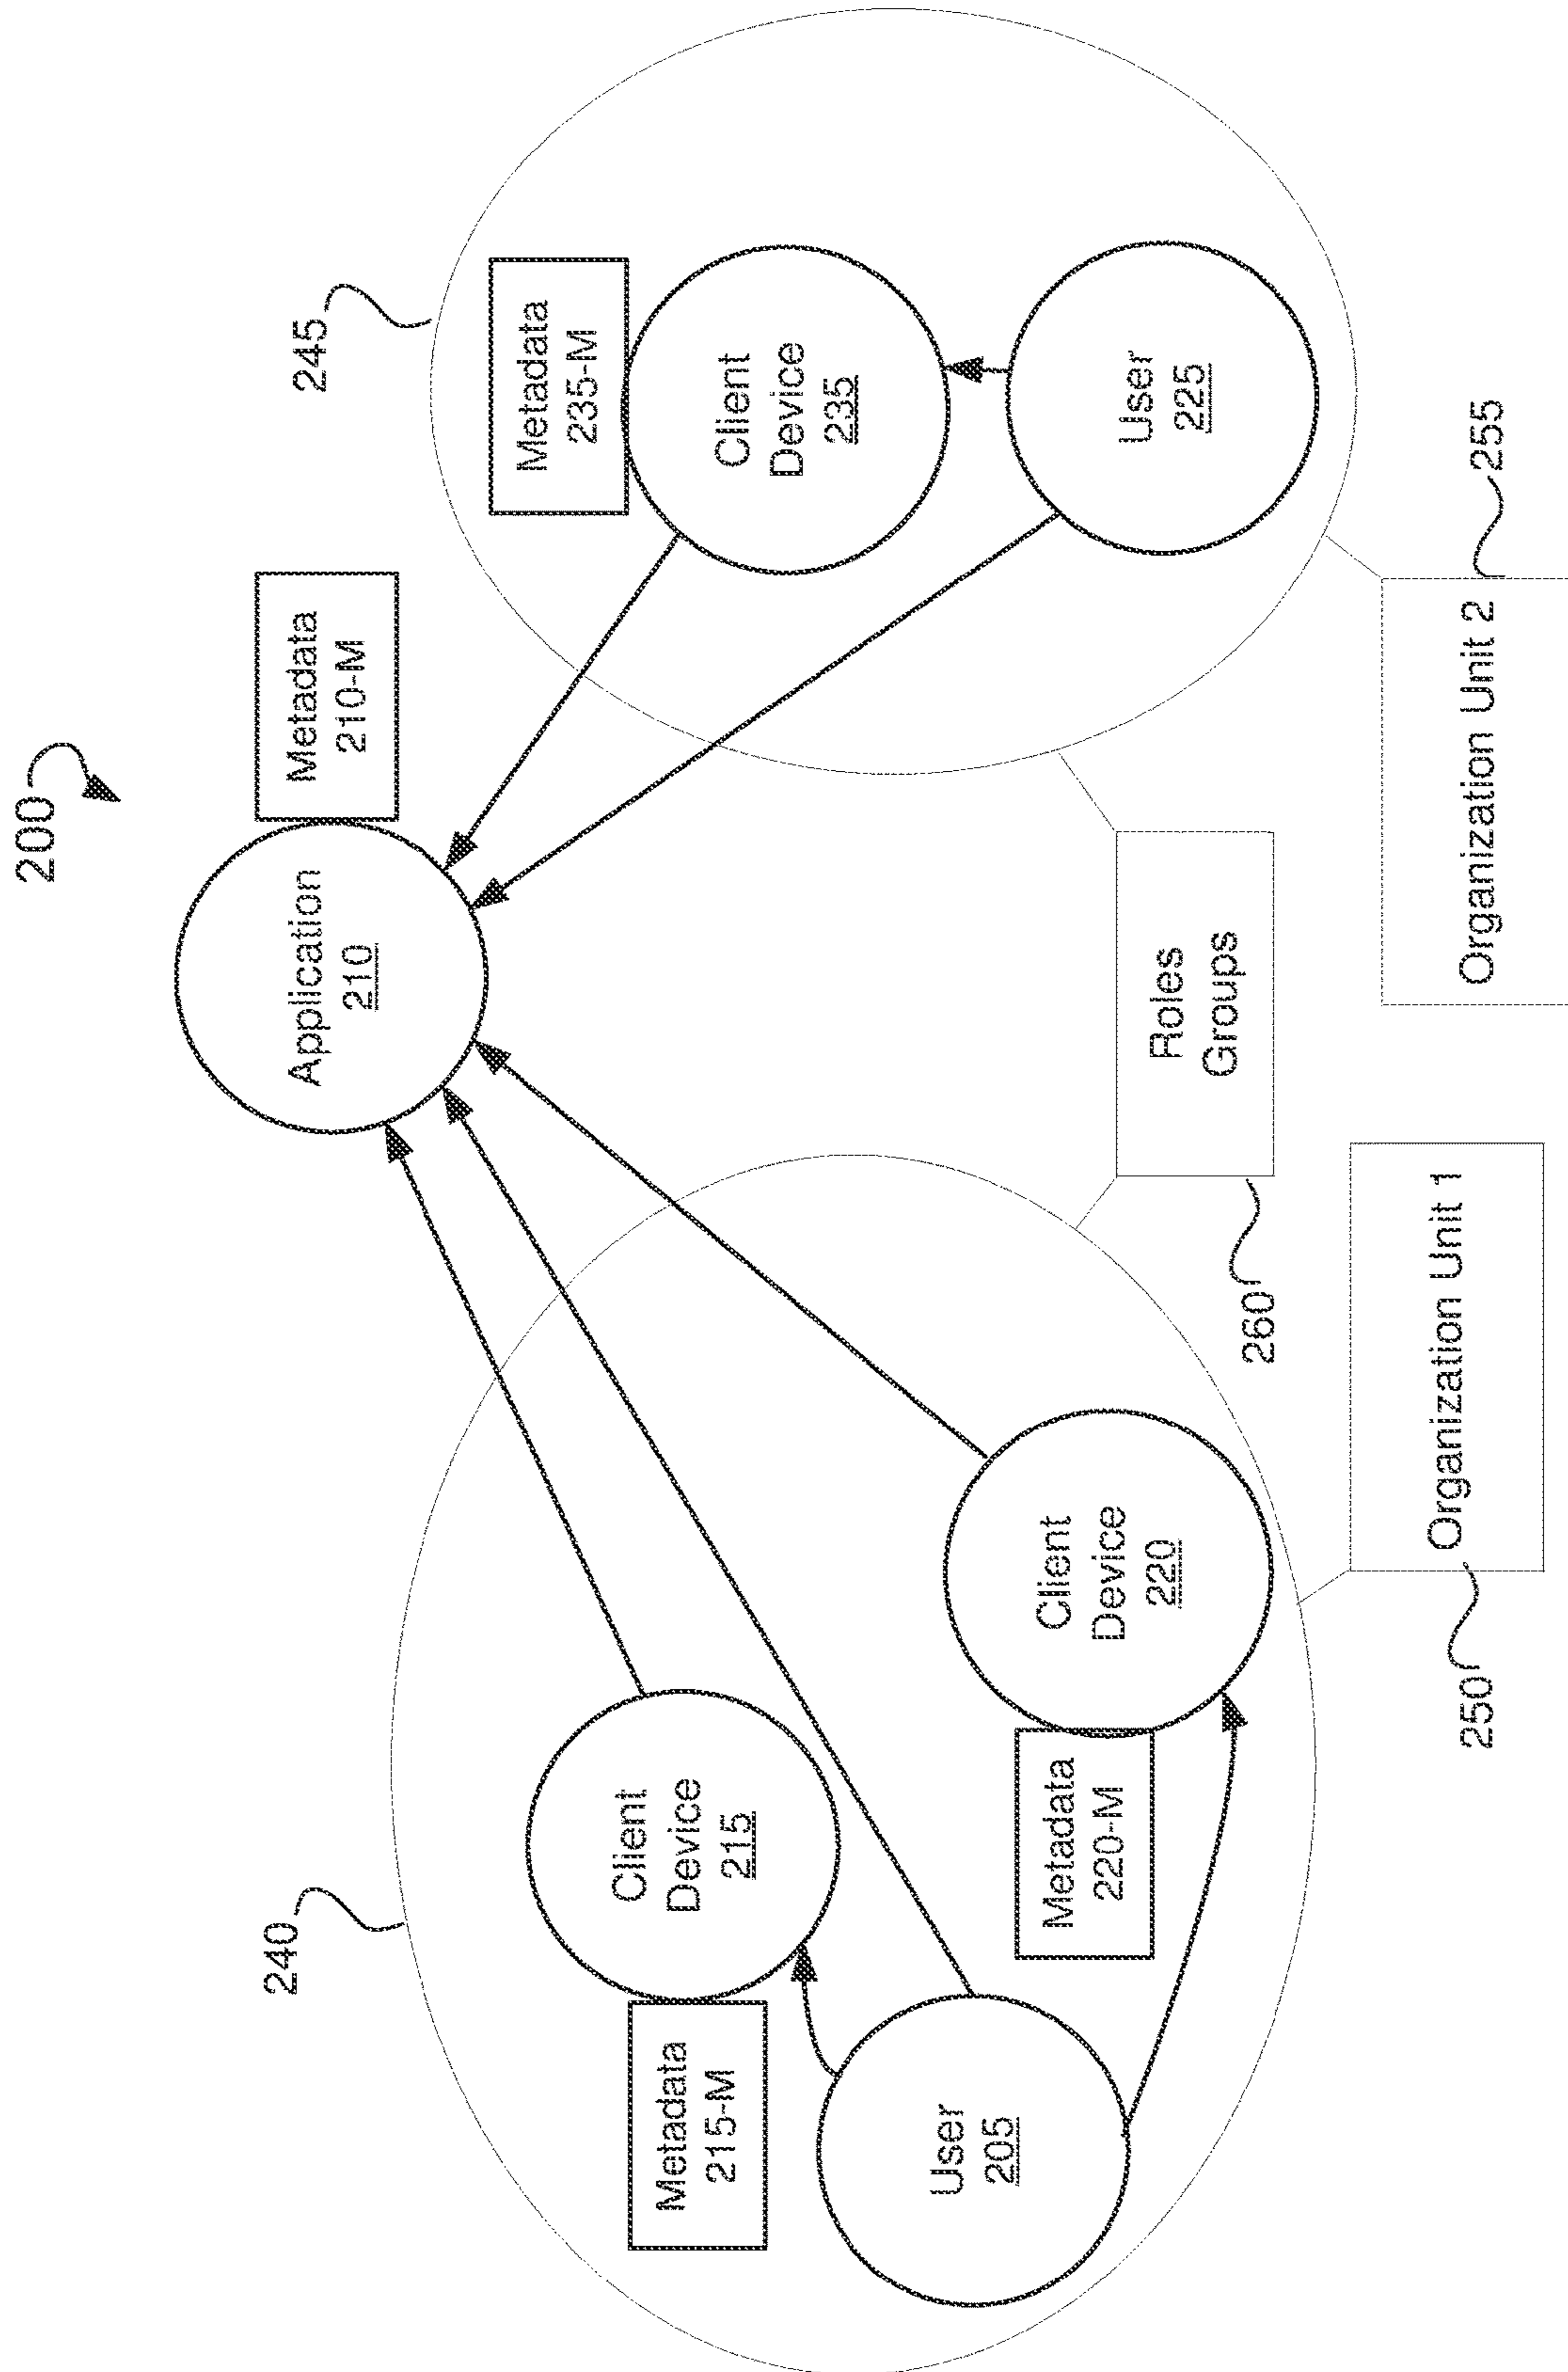 200
Application
210
Metadata
210-M
240
245
Metadata
215-M
Client
Device
215
Metadata
235-M
Client
Device
235
User
205
Metadata
220-M
Client
Device
220
User
225
260
Roles
Groups
250
Organization Unit 1
Organization Unit 2
255